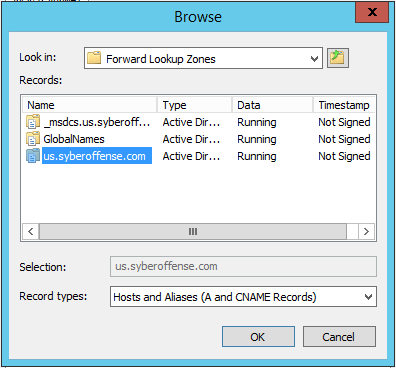 Browse
x
Look in: Forward Lookup Zones
Records:
Name Type Data Timestamp
_msdcs.us.syberoff... Active Dir... Running Not Signed
GlobalNames Active Dir... Running Not Signed
us.syberoffense.com Active Dir... Running Not Signed
Selection: us.syberoffense.com
Record types: Hosts and Aliases (A and CNAME Records)
OK Cancel